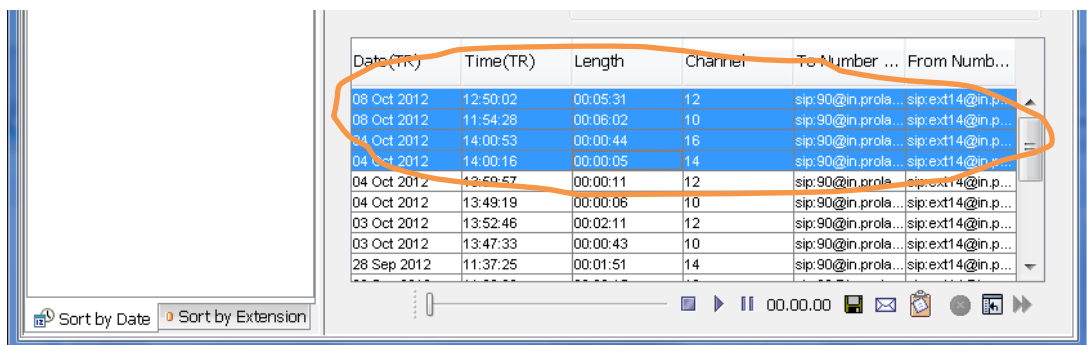 Date(TR) Time(TR) Length Channel To Number ... From Numb...
08 Oct 2012 12:50:02 00:05:31 12 sip:90@in.prola... sip:ext14@in.p...
08 Oct 2012 11:54:28 00:06:02 10 sip:90@in.prola... sip:ext14@in.p...
04 Oct 2012 14:00:53 00:00:44 16 sip:90@in.prola... sip:ext14@in.p...
04 Oct 2012 14:00:16 00:00:05 14 sip:90@in.prola... sip:ext14@in.p...
04 Oct 2012 13:59:57 00:00:11 12 sip:90@in.prola... sip:ext14@in.p...
04 Oct 2012 13:49:19 00:00:06 10 sip:90@in.prola... sip:ext14@in.p...
03 Oct 2012 13:52:46 00:02:11 12 sip:90@in.prola... sip:ext14@in.p...
03 Oct 2012 13:47:33 00:00:43 10 sip:90@in.prola... sip:ext14@in.p...
28 Sep 2012 11:37:25 00:01:51 14 sip:90@in.prola... sip:ext14@in.p...
00.00.00
Sort by Date Sort by Extension